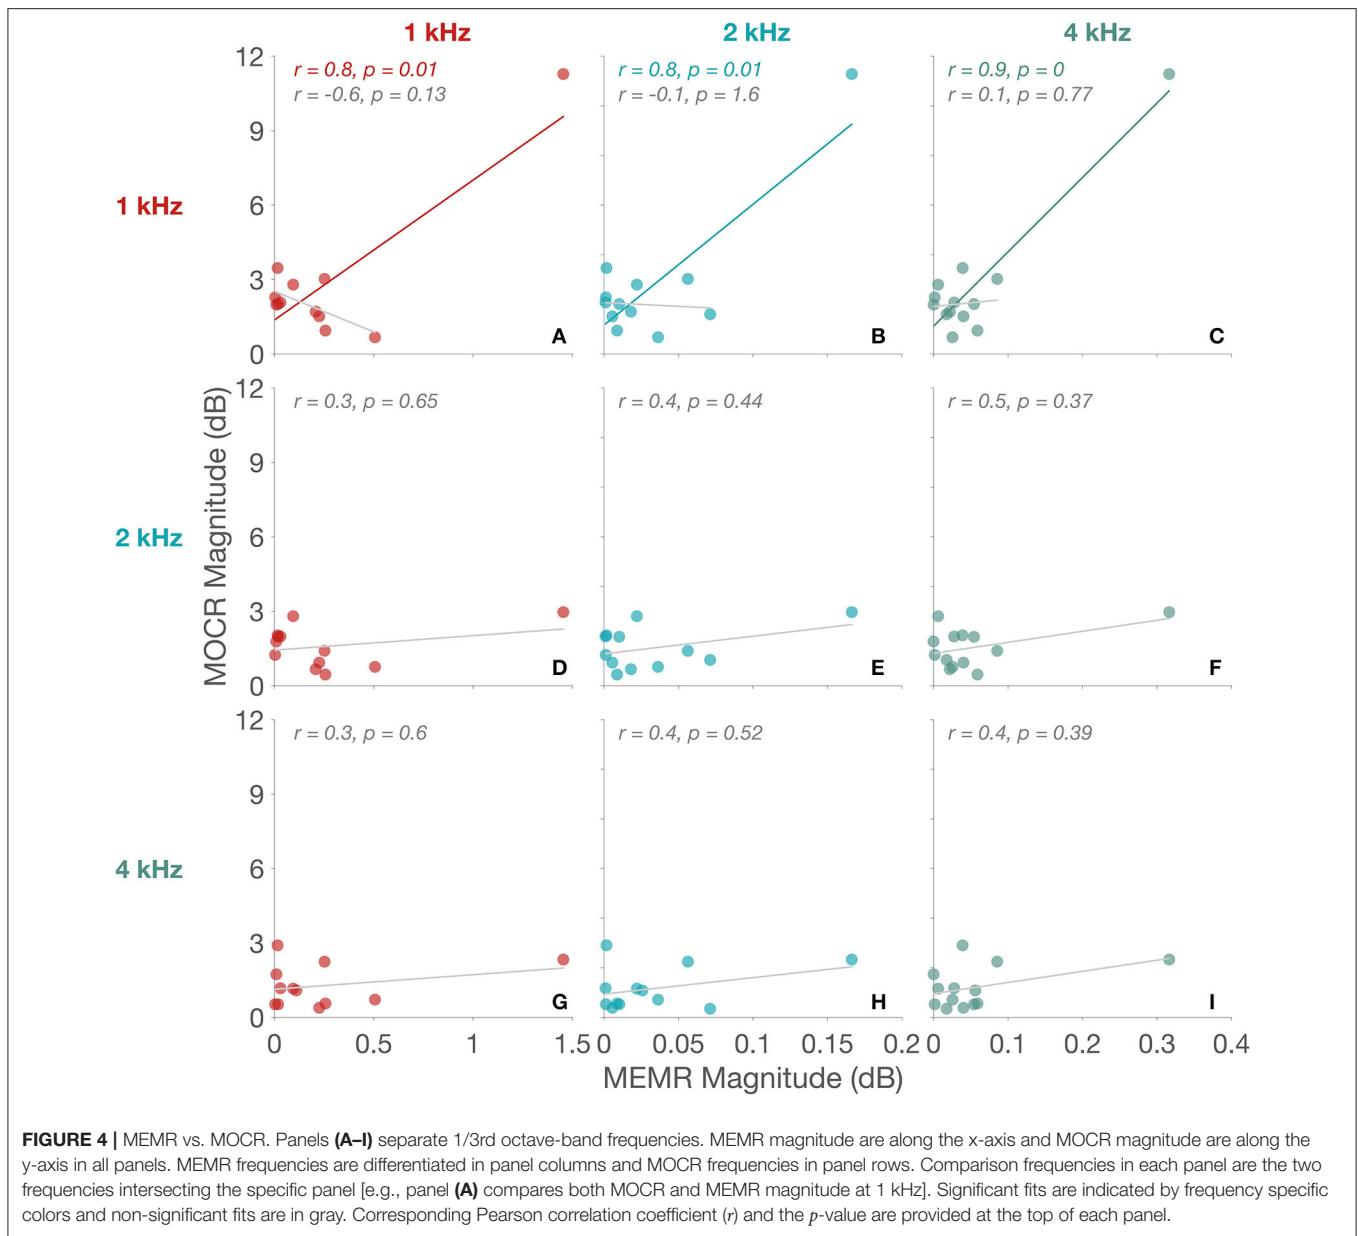 1 kHz
2 kHz
4 kHz
12
r = 0.8, p = 0.01
r = -0.6, p = 0.13
r = 0.8, p = 0.01
r = -0.1, p = 1.6
r = 0.9, p = 0
r = 0.1, p = 0.77
9
1 kHz
6
3
A
B
C
0
MOCR Magnitude (dB)
12
r = 0.3, p = 0.65
r = 0.4, p = 0.44
r = 0.5, p = 0.37
9
2 kHz
6
3
D
E
F
0
12
r = 0.3, p = 0.6
r = 0.4, p = 0.52
r = 0.4, p = 0.39
9
4 kHz
6
3
G
H
I
0
0 0.5 1 1.5
0 0.05 0.1 0.15 0.2
0 0.1 0.2 0.3 0.4
MEMR Magnitude (dB)
FIGURE 4 | MEMR vs. MOCR. Panels (A–I) separate 1/3rd octave-band frequencies. MEMR magnitude are along the x-axis and MOCR magnitude are along the
y-axis in all panels. MEMR frequencies are differentiated in panel columns and MOCR frequencies in panel rows. Comparison frequencies in each panel are the two
frequencies intersecting the specific panel [e.g., panel (A) compares both MOCR and MEMR magnitude at 1 kHz]. Significant fits are indicated by frequency specific
colors and non-significant fits are in gray. Corresponding Pearson correlation coefficient (r) and the p-value are provided at the top of each panel.